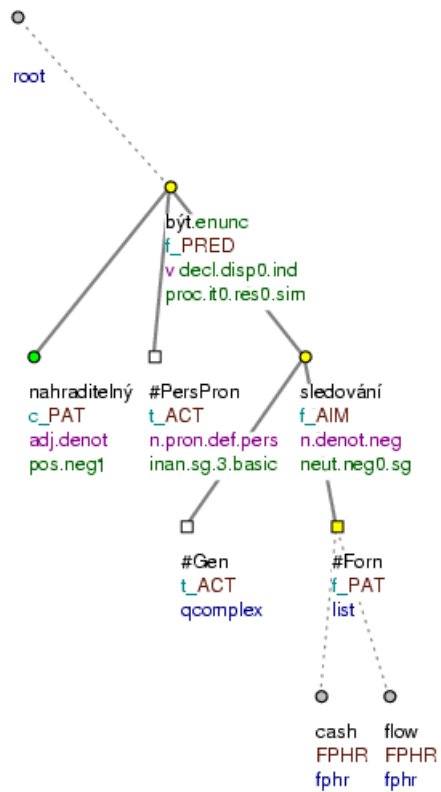 root
být.enunc
f_PRED
v decl.disp0.ind
proc.it0.res0.sim
nahraditelný #PersPron sledování
c_PAT t_ACT f_AIM
adj.denot n.pron.def.pers n.denot.neg
pos.neg1 inan.sg.3.basic neut.neg0.sg
#Gen #Forn
t_ACT f_PAT
qcomplex list
cash flow
FPHR FPHR
fphr fphr